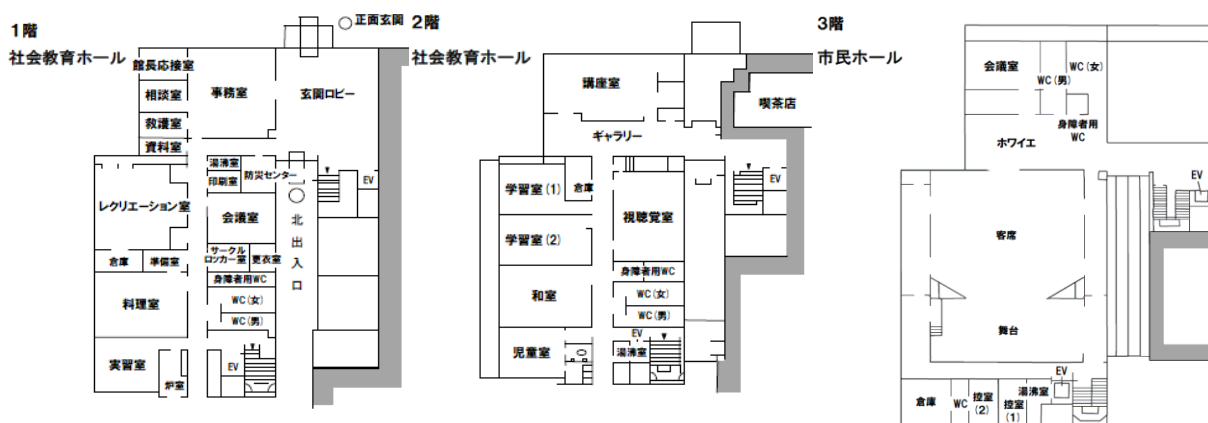 1階
社会教育ホール
正面玄関
館長応接室
相談室
救護室
資料室
事務室
玄関ロビー
湯沸室
印刷室
防災センター
EV
レクリエーション室
会議室
北出入口
倉庫
準備室
サークル
ロッカー室
更衣室
身障者用WC
料理室
WC(女)
WC(男)
実習室
炉室
EV
2階
社会教育ホール
講座室
喫茶店
ギャラリー
学習室(1)
倉庫
EV
視聴覚室
学習室(2)
身障者用WC
和室
WC(女)
WC(男)
EV
児童室
湯沸室
3階
市民ホール
会議室
WC(男)
WC(女)
身障者用
WC
ホワイエ
EV
客席
舞台
倉庫
WC
控室
(2)
控室
(1)
湯沸室
EV